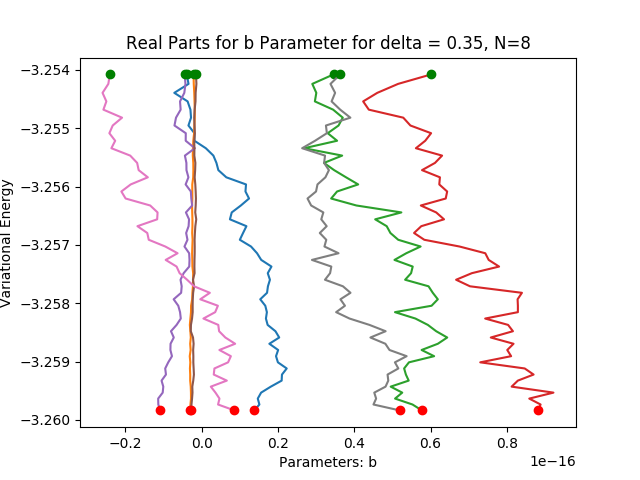 Real Parts for b Parameter for delta = 0.35, N=8
−3.254
−3.255
−3.256
−3.257
−3.258
−3.259
−3.260
Variational Energy
−0.2 0.0 0.2 0.4 0.6 0.8
1e−16
Parameters: b